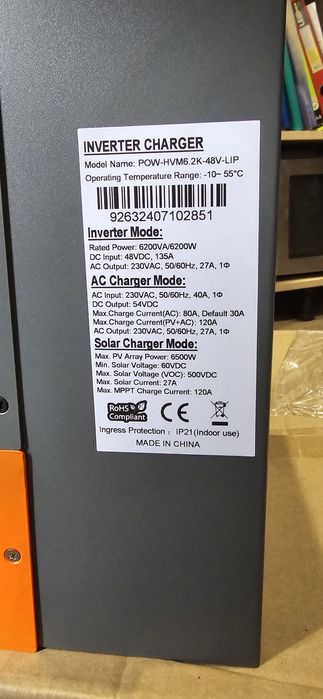 INVERTER CHARGER
Model Name: POW-HVM6.2K-48V-LIP
Operating Temperature Range: -10~ 55°C
92632407102851
Inverter Mode:
Rated Power: 6200VA/6200W
DC Input: 48VDC, 135A
AC Output: 230VAC, 50/60Hz, 27A, 1Φ
AC Charger Mode:
AC Input: 230VAC, 50/60Hz, 40A, 1Φ
DC Output: 54VDC
Max.Charge Current(AC): 80A, Default 30A
Max.Charge Current(PV+AC): 120A
AC Output: 230VAC, 50/60Hz, 27A, 1Φ
Solar Charger Mode:
Max. PV Array Power: 6500W
Min. Solar Voltage: 60VDC
Max. Solar Voltage (VOC): 500VDC
Max. Solar Current: 27A
Max. MPPT Charge Current: 120A
RoHS
Compliant
CE
Ingress Protection : IP21(Indoor use)
MADE IN CHINA